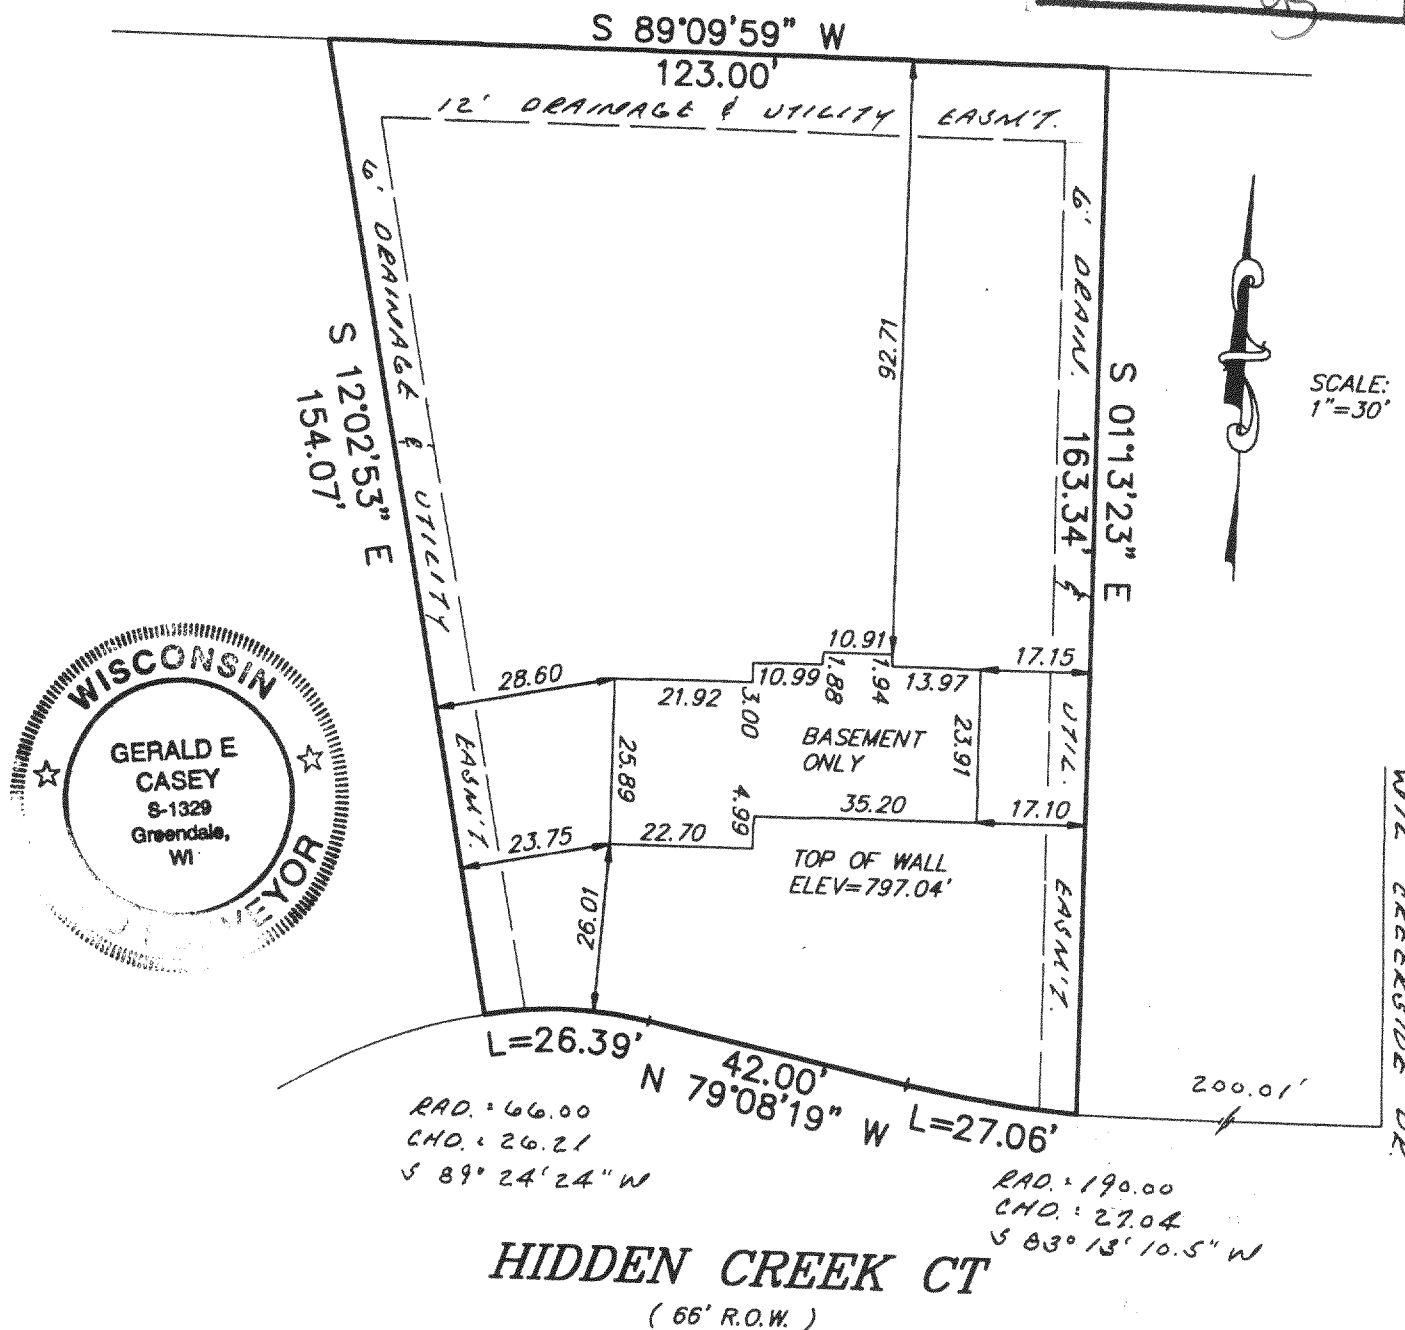 S 89°09'59" W
123.00'
12' DRAINAGE & UTILITY EASM'T.
6' DRAINAGE & UTILITY EASM'T.
S 12°02'53" E
154.07'
92.71
6' DRAIN. & UTIL. EASM'T.
S 01°13'23" E
163.34'
SCALE:
1"=30'
10.91
17.15
28.60
21.92
3.00
10.99
1.88
1.94
13.97
BASEMENT
ONLY
25.89
23.91
4.99
35.20
17.10
23.75
22.70
TOP OF WALL
ELEV=797.04'
26.01
WISCONSIN
GERALD E
CASEY
S-1329
Greendale,
WI
VEYOR
CREEKSIDE DR.
L=26.39'
42.00'
N 79°08'19" W
L=27.06'
200.01'
RAD. = 66.00
CHD. = 26.21
S 89° 24' 24" W
RAD. = 190.00
CHD. = 27.04
S 83° 13' 10.5" W
HIDDEN CREEK CT
( 66' R.O.W. )